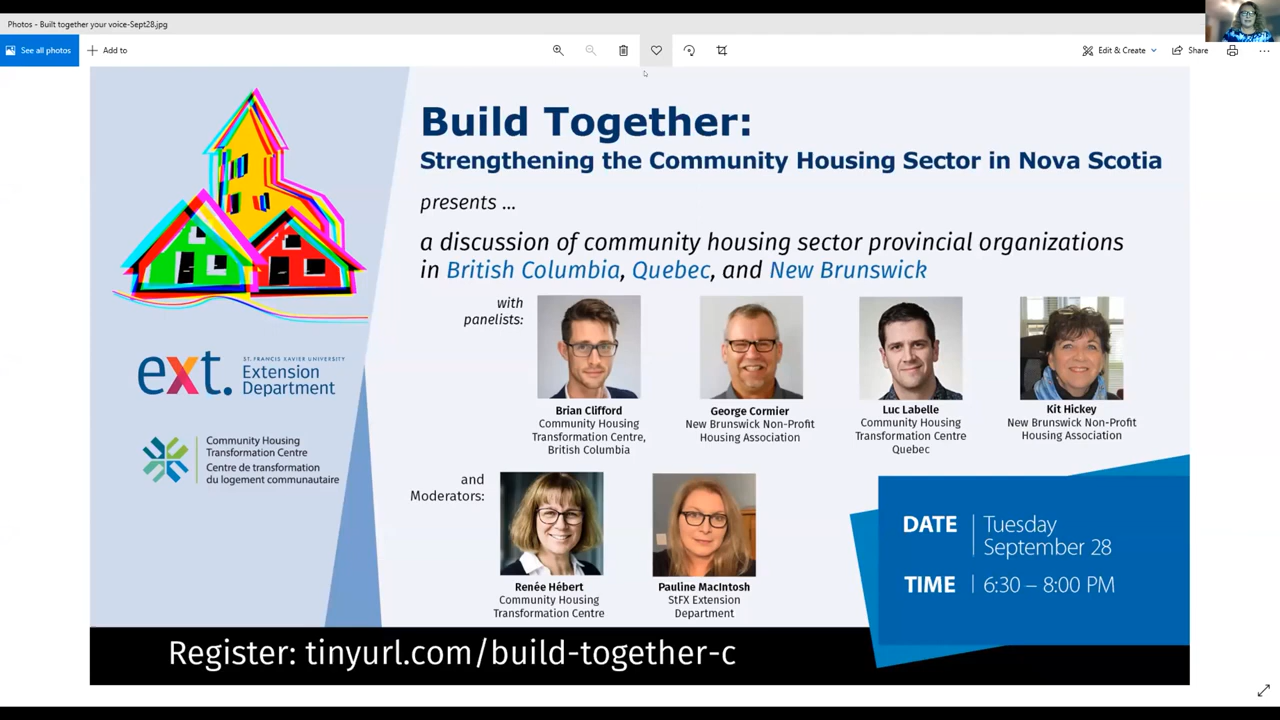 Photos - Built together your voice-Sept28.jpg
See all photos
Add to
Edit & Create
Share
Build Together:
Strengthening the Community Housing Sector in Nova Scotia
presents ...
a discussion of community housing sector provincial organizations
in British Columbia, Quebec, and New Brunswick
with
panelists:
Brian Clifford
Community Housing
Transformation Centre,
British Columbia
George Cormier
New Brunswick Non-Profit
Housing Association
Luc Labelle
Community Housing
Transformation Centre
Quebec
Kit Hickey
New Brunswick Non-Profit
Housing Association
ext.
ST. FRANCIS XAVIER UNIVERSITY
Extension
Department
Community Housing
Transformation Centre
Centre de transformation
du logement communautaire
and
Moderators:
Renée Hébert
Community Housing
Transformation Centre
Pauline MacIntosh
StFX Extension
Department
DATE
Tuesday
September 28
TIME
6:30 – 8:00 PM
Register: tinyurl.com/build-together-c